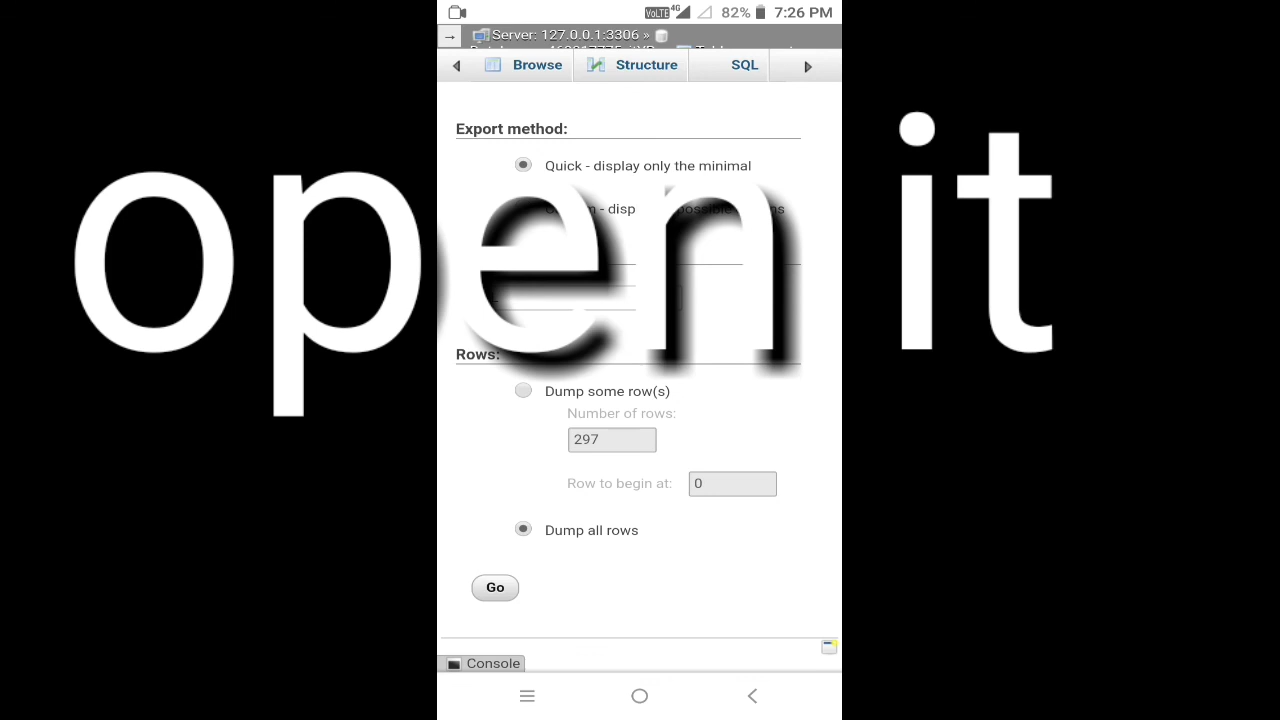 VoLTE 4G 82% 7:26 PM
→ Server: 127.0.0.1:3306 »
Browse Structure SQL
Export method:
Quick - display only the minimal
open it
Rows:
Dump some row(s)
Number of rows:
297
Row to begin at: 0
Dump all rows
Go
Console